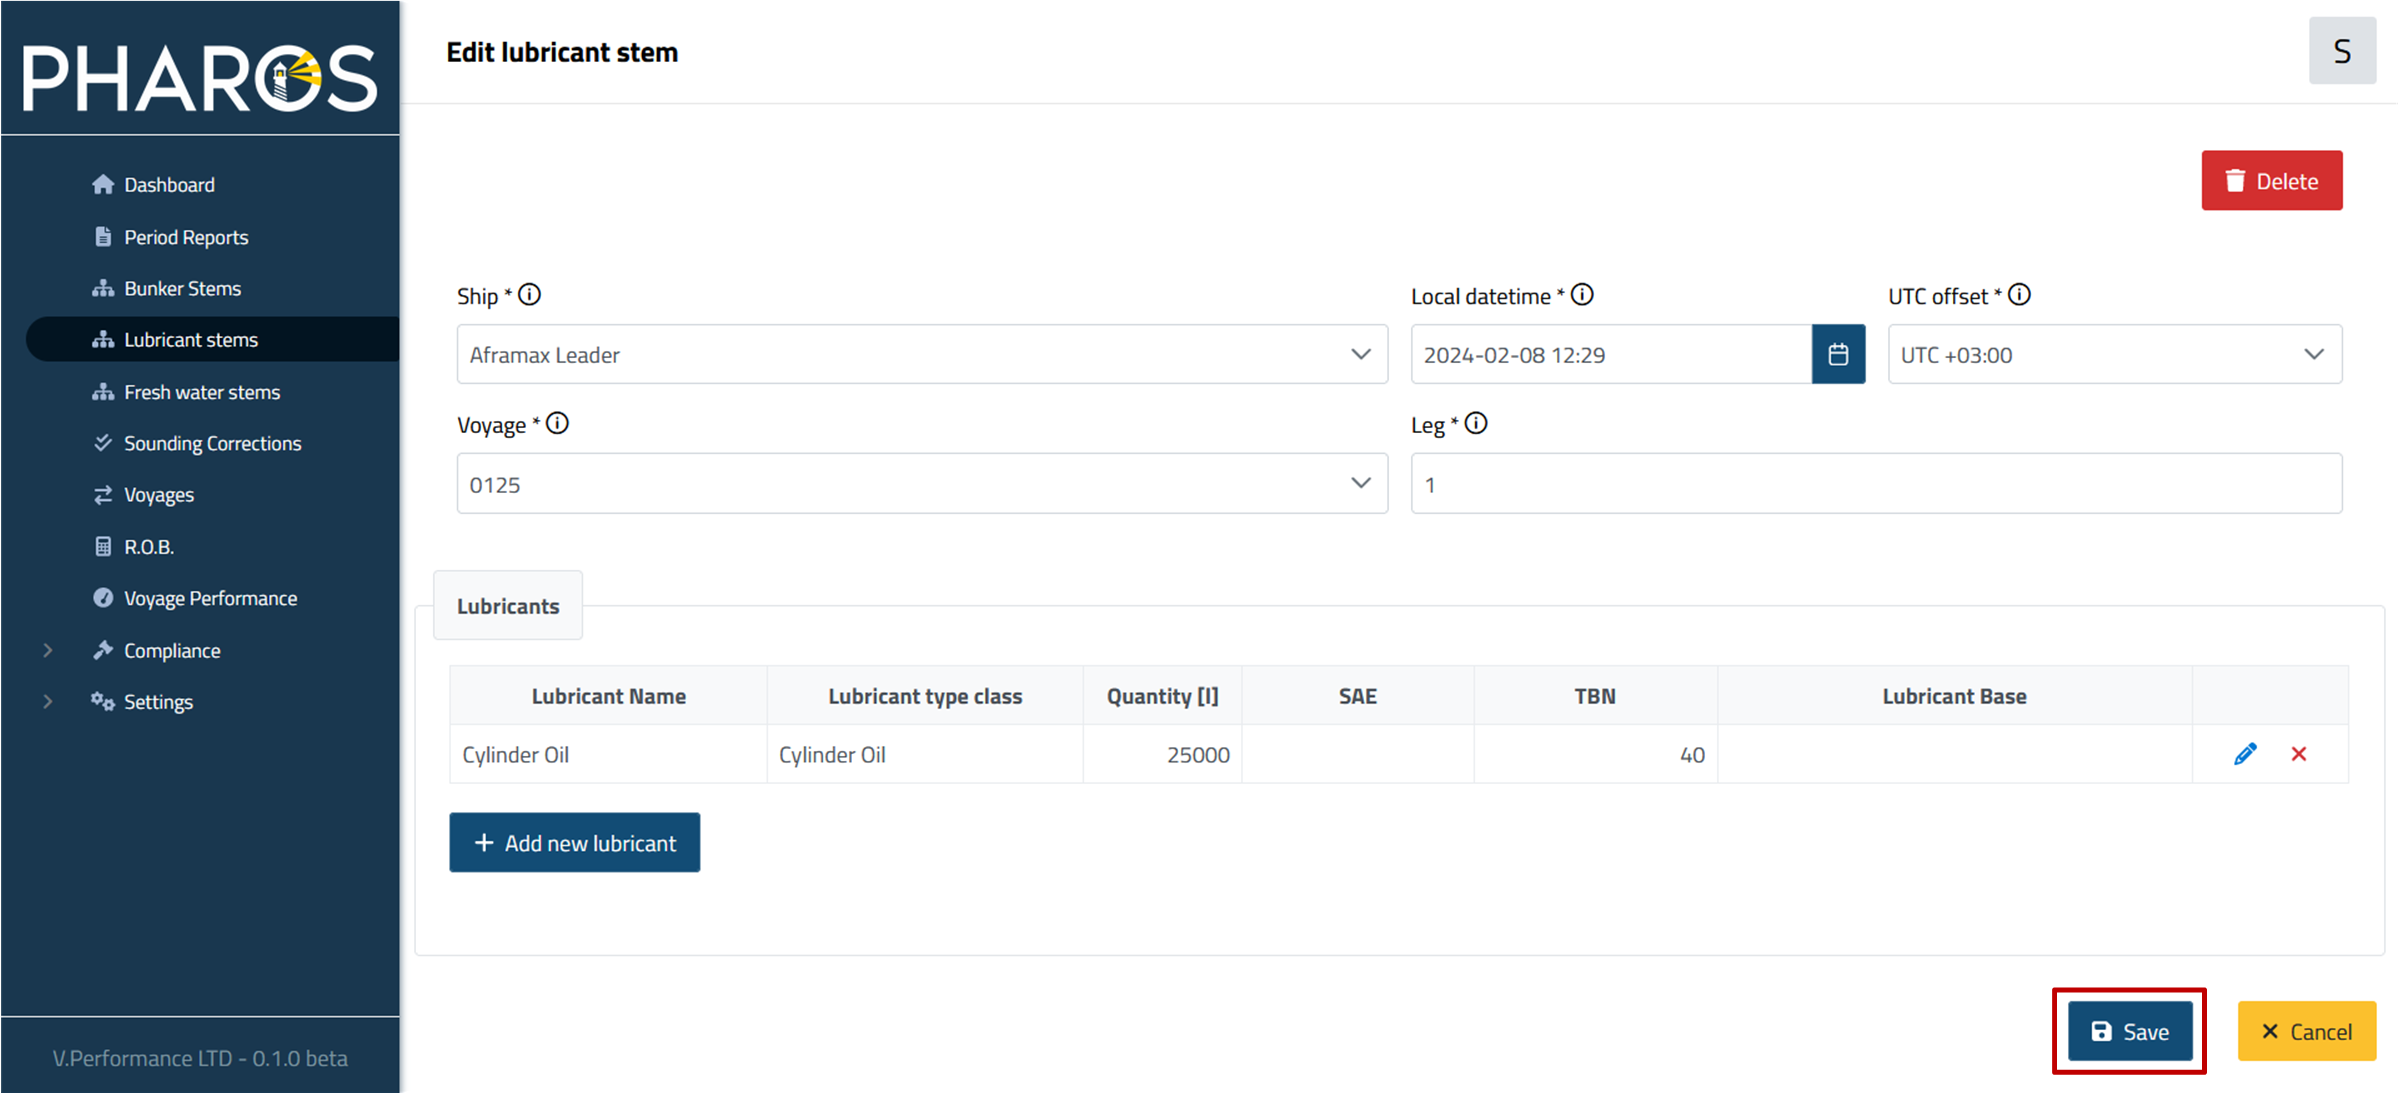 PHAROS
Edit lubricant stem
S
Dashboard
Period Reports
Bunker Stems
Lubricant stems
Fresh water stems
Sounding Corrections
Voyages
R.O.B.
Voyage Performance
Compliance
Settings
V.Performance LTD - 0.1.0 beta
Delete
Ship * Local datetime * UTC offset *
Aframax Leader 2024-02-08 12:29 UTC +03:00
Voyage * Leg *
0125 1
Lubricants
Lubricant Name Lubricant type class Quantity [l] SAE TBN Lubricant Base
Cylinder Oil Cylinder Oil 25000 40
Add new lubricant
Save Cancel